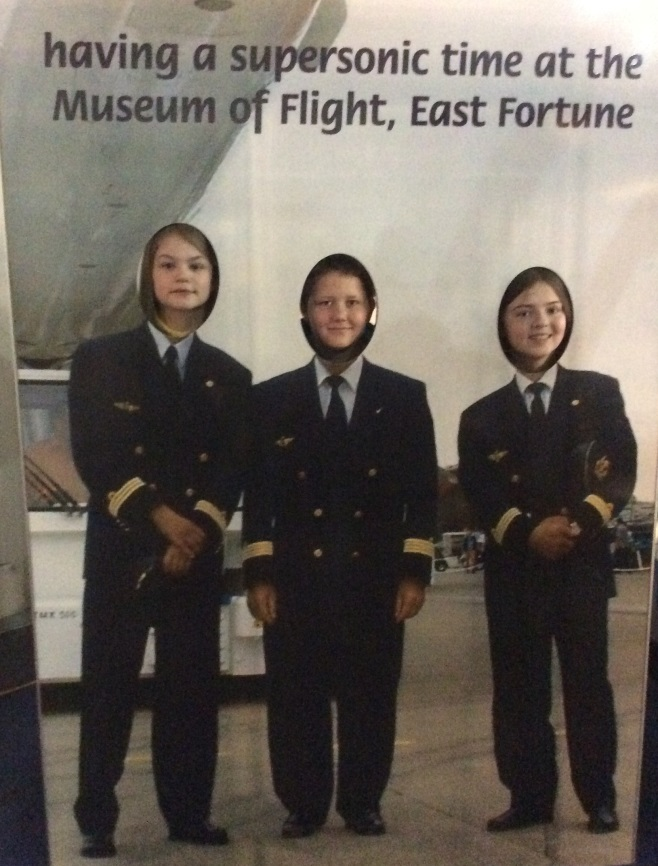 having a supersonic time at the
Museum of Flight, East Fortune